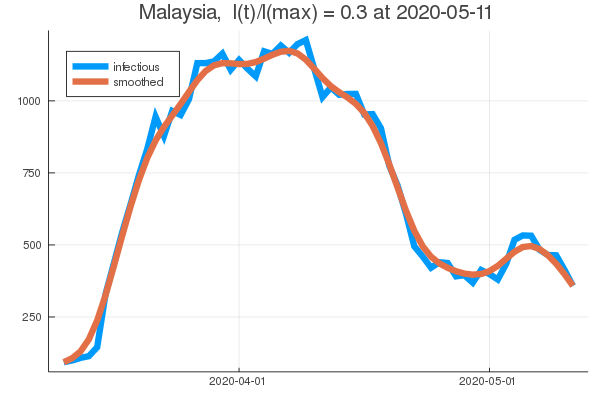 Malaysia,  I(t)/I(max) = 0.3 at 2020-05-11
infectious
smoothed
1000
750
500
250
2020-04-01
2020-05-01